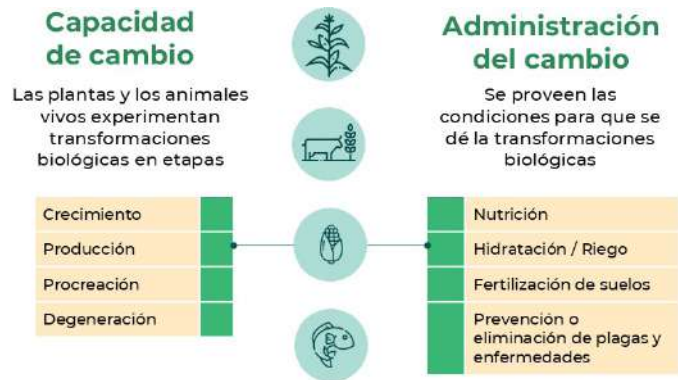 Capacidad
de cambio
Las plantas y los animales
vivos experimentan
transformaciones
biológicas en etapas
Crecimiento
Producción
Procreación
Degeneración
Administración
del cambio
Se proveen las
condiciones para que se
dé la transformaciones
biológicas
Nutrición
Hidratación / Riego
Fertilización de suelos
Prevención o
eliminación de plagas y
enfermedades